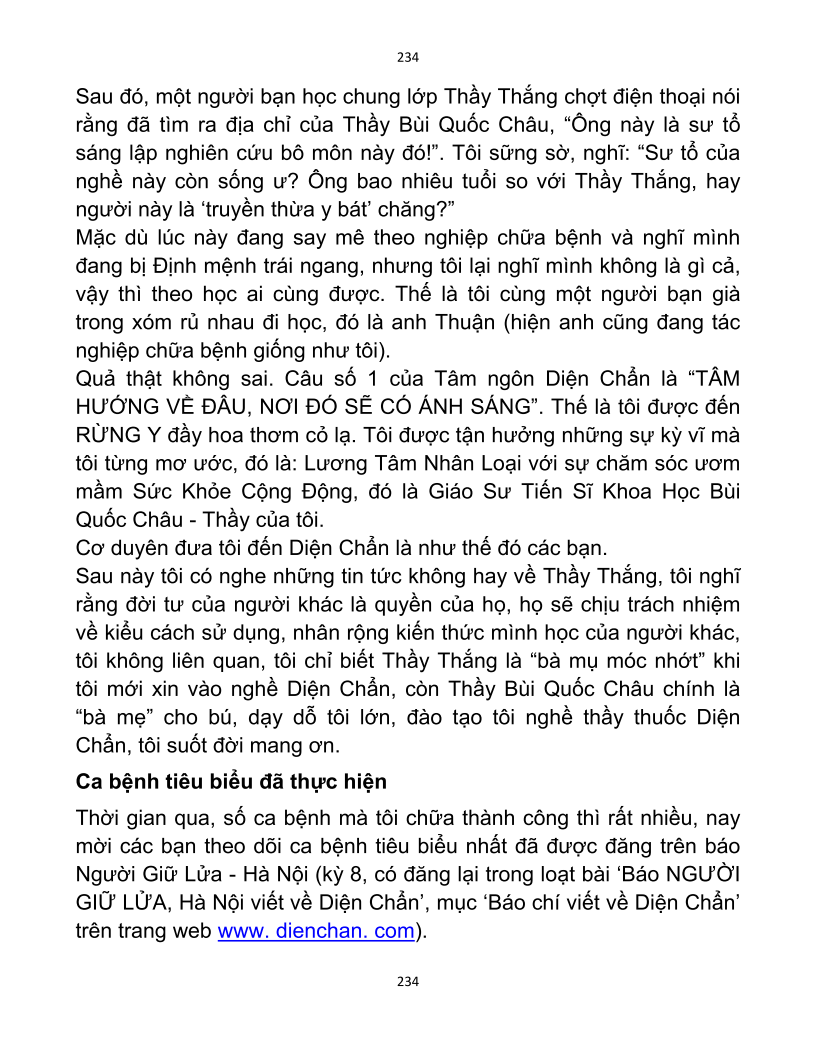 234
Sau đó, một người bạn học chung lớp Thầy Thắng chợt điện thoại nói
rằng đã tìm ra địa chỉ của Thầy Bùi Quốc Châu, “Ông này là sư tổ
sáng lập nghiên cứu bô môn này đó!”. Tôi sững sờ, nghĩ: “Sư tổ của
nghề này còn sống ư? Ông bao nhiêu tuổi so với Thầy Thắng, hay
người này là ‘truyền thừa y bát’ chăng?”
Mặc dù lúc này đang say mê theo nghiệp chữa bệnh và nghĩ mình
đang bị Định mệnh trái ngang, nhưng tôi lại nghĩ mình không là gì cả,
vậy thì theo học ai cùng được. Thế là tôi cùng một người bạn già
trong xóm rủ nhau đi học, đó là anh Thuận (hiện anh cũng đang tác
nghiệp chữa bệnh giống như tôi).
Quả thật không sai. Câu số 1 của Tâm ngôn Diện Chẩn là “TÂM
HƯỚNG VỀ ĐÂU, NƠI ĐÓ SẼ CÓ ÁNH SÁNG”. Thế là tôi được đến
RỪNG Y đầy hoa thơm cỏ lạ. Tôi được tận hưởng những sự kỳ vĩ mà
tôi từng mơ ước, đó là: Lương Tâm Nhân Loại với sự chăm sóc ươm
mầm Sức Khỏe Cộng Động, đó là Giáo Sư Tiến Sĩ Khoa Học Bùi
Quốc Châu - Thầy của tôi.
Cơ duyên đưa tôi đến Diện Chẩn là như thế đó các bạn.
Sau này tôi có nghe những tin tức không hay về Thầy Thắng, tôi nghĩ
rằng đời tư của người khác là quyền của họ, họ sẽ chịu trách nhiệm
về kiểu cách sử dụng, nhân rộng kiến thức mình học của người khác,
tôi không liên quan, tôi chỉ biết Thầy Thắng là “bà mụ móc nhớt” khi
tôi mới xin vào nghề Diện Chẩn, còn Thầy Bùi Quốc Châu chính là
“bà mẹ” cho bú, dạy dỗ tôi lớn, đào tạo tôi nghề thầy thuốc Diện
Chẩn, tôi suốt đời mang ơn.
Ca bệnh tiêu biểu đã thực hiện
Thời gian qua, số ca bệnh mà tôi chữa thành công thì rất nhiều, nay
mời các bạn theo dõi ca bệnh tiêu biểu nhất đã được đăng trên báo
Người Giữ Lửa - Hà Nội (kỳ 8, có đăng lại trong loạt bài ‘Báo NGƯỜI
GIỮ LỬA, Hà Nội viết về Diện Chẩn’, mục ‘Báo chí viết về Diện Chẩn’
trên trang web www. dienchan. com).
234